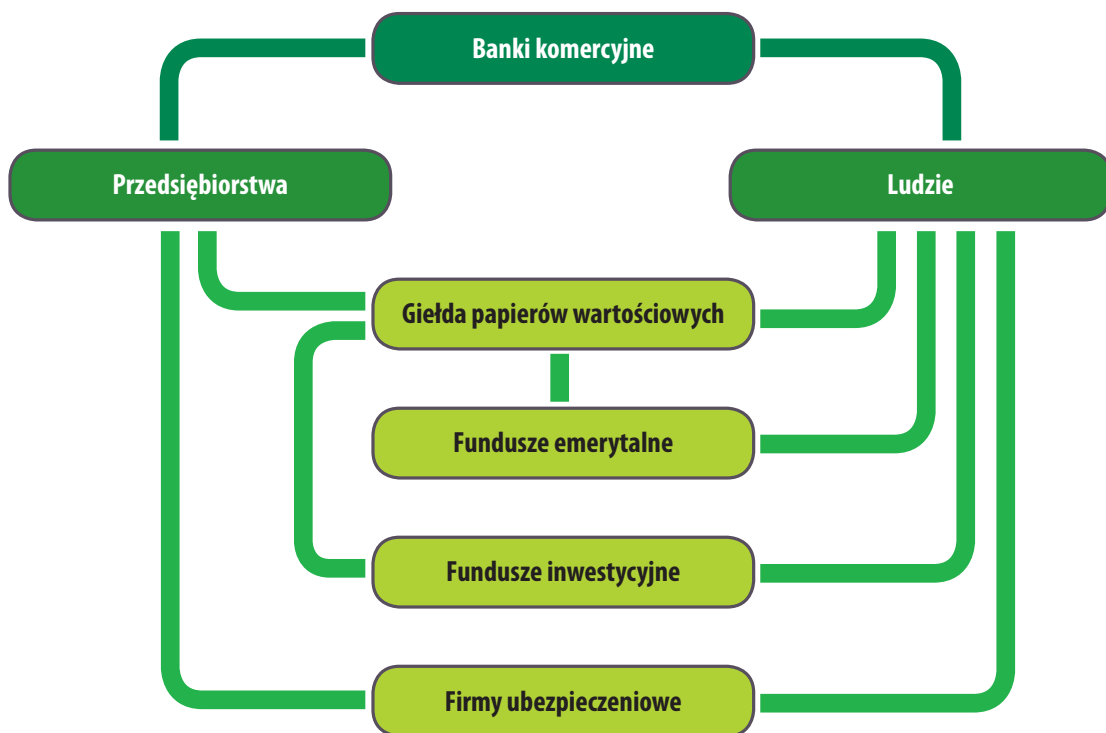 Banki komercyjne
Przedsiębiorstwa
Ludzie
Giełda papierów wartościowych
Fundusze emerytalne
Fundusze inwestycyjne
Firmy ubezpieczeniowe